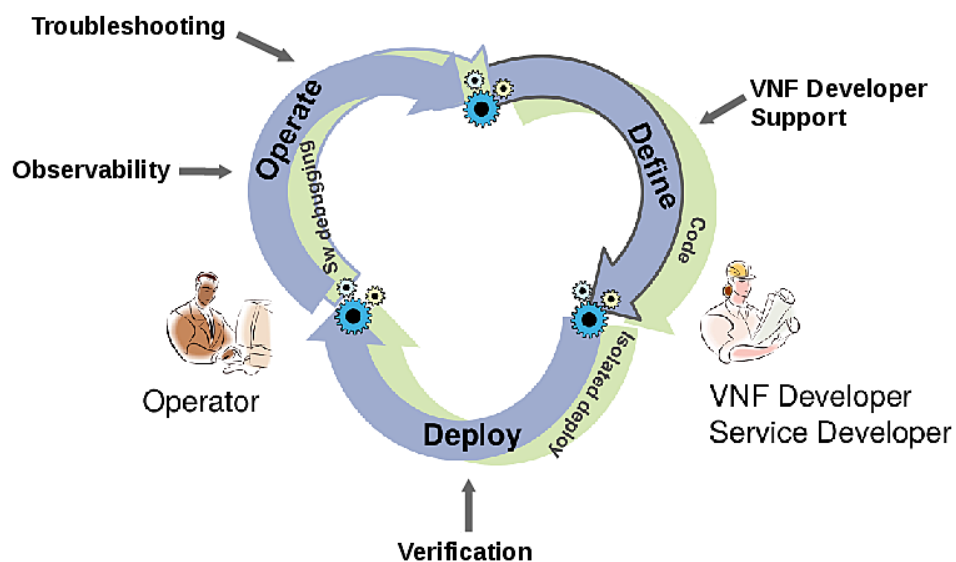 Troubleshooting
VNF Developer
Support
Operate
Define
Observability
Sw debugging
Code
Isolated deploy
Operator
VNF Developer
Service Developer
Deploy
Verification